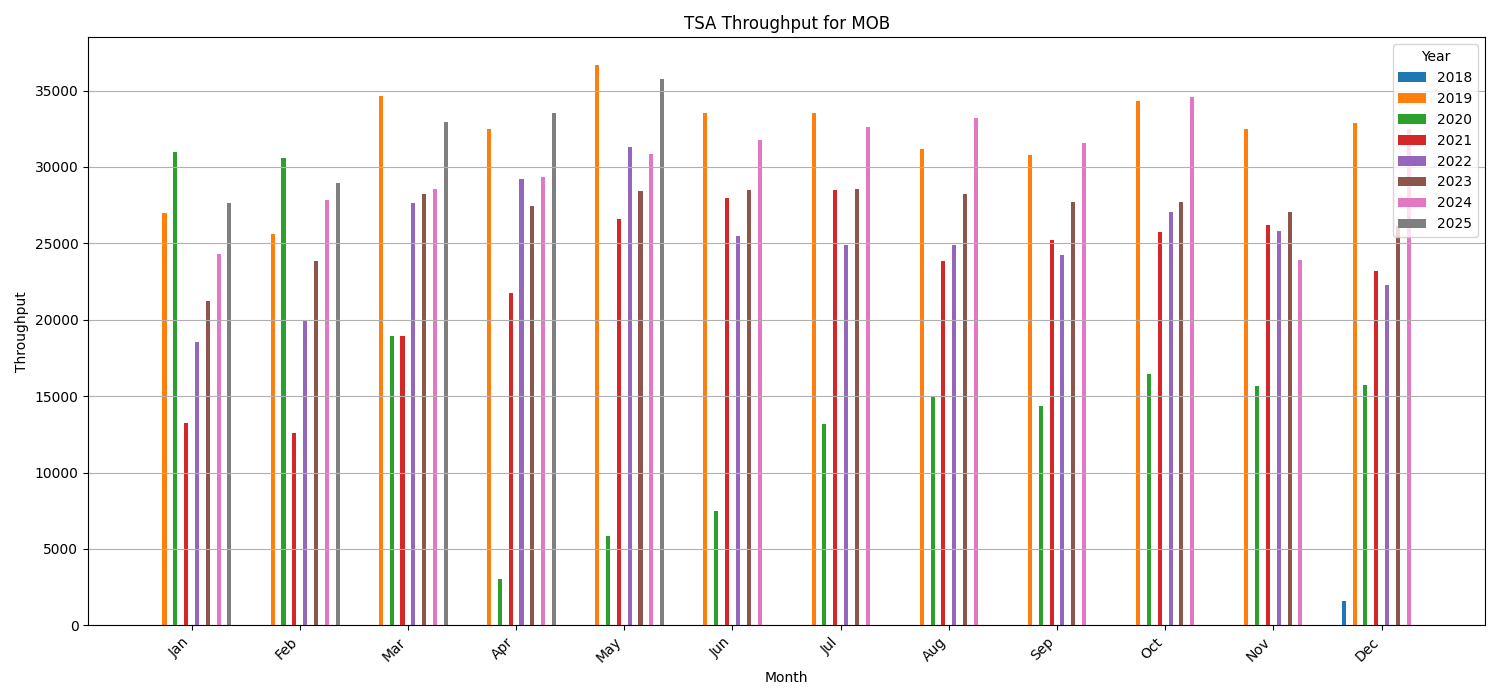 TSA Throughput for MOB
Year
2018
2019
2020
2021
2022
2023
2024
2025
Throughput
35000
30000
25000
20000
15000
10000
5000
0
Jan
Feb
Mar
Apr
May
Jun
Jul
Aug
Sep
Oct
Nov
Dec
Month